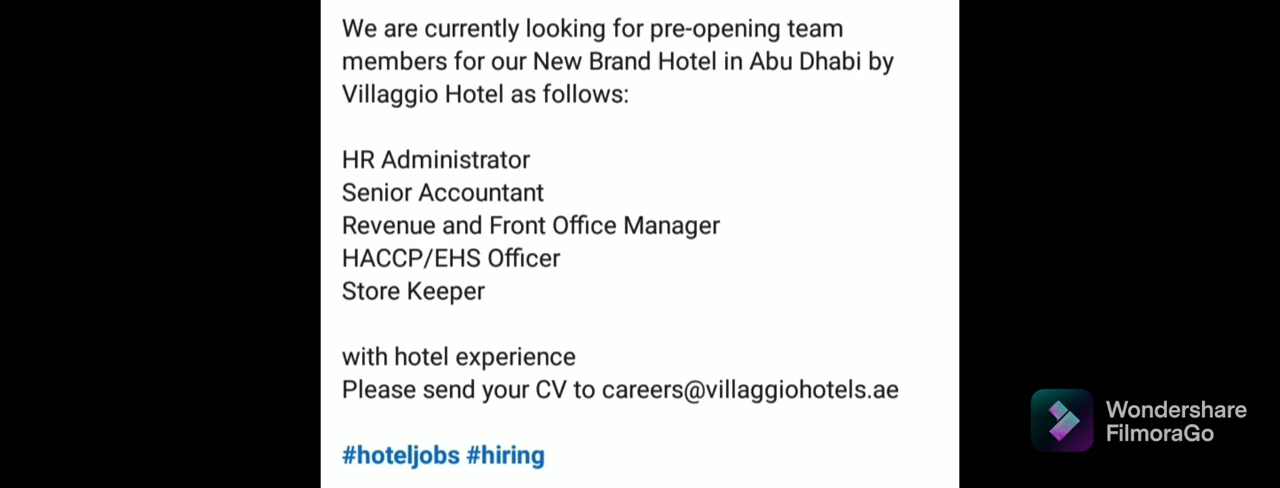 We are currently looking for pre-opening team
members for our New Brand Hotel in Abu Dhabi by
Villaggio Hotel as follows:
HR Administrator
Senior Accountant
Revenue and Front Office Manager
HACCP/EHS Officer
Store Keeper
with hotel experience
Please send your CV to careers@villaggiohotels.ae
#hoteljobs #hiring
Wondershare
FilmoraGo